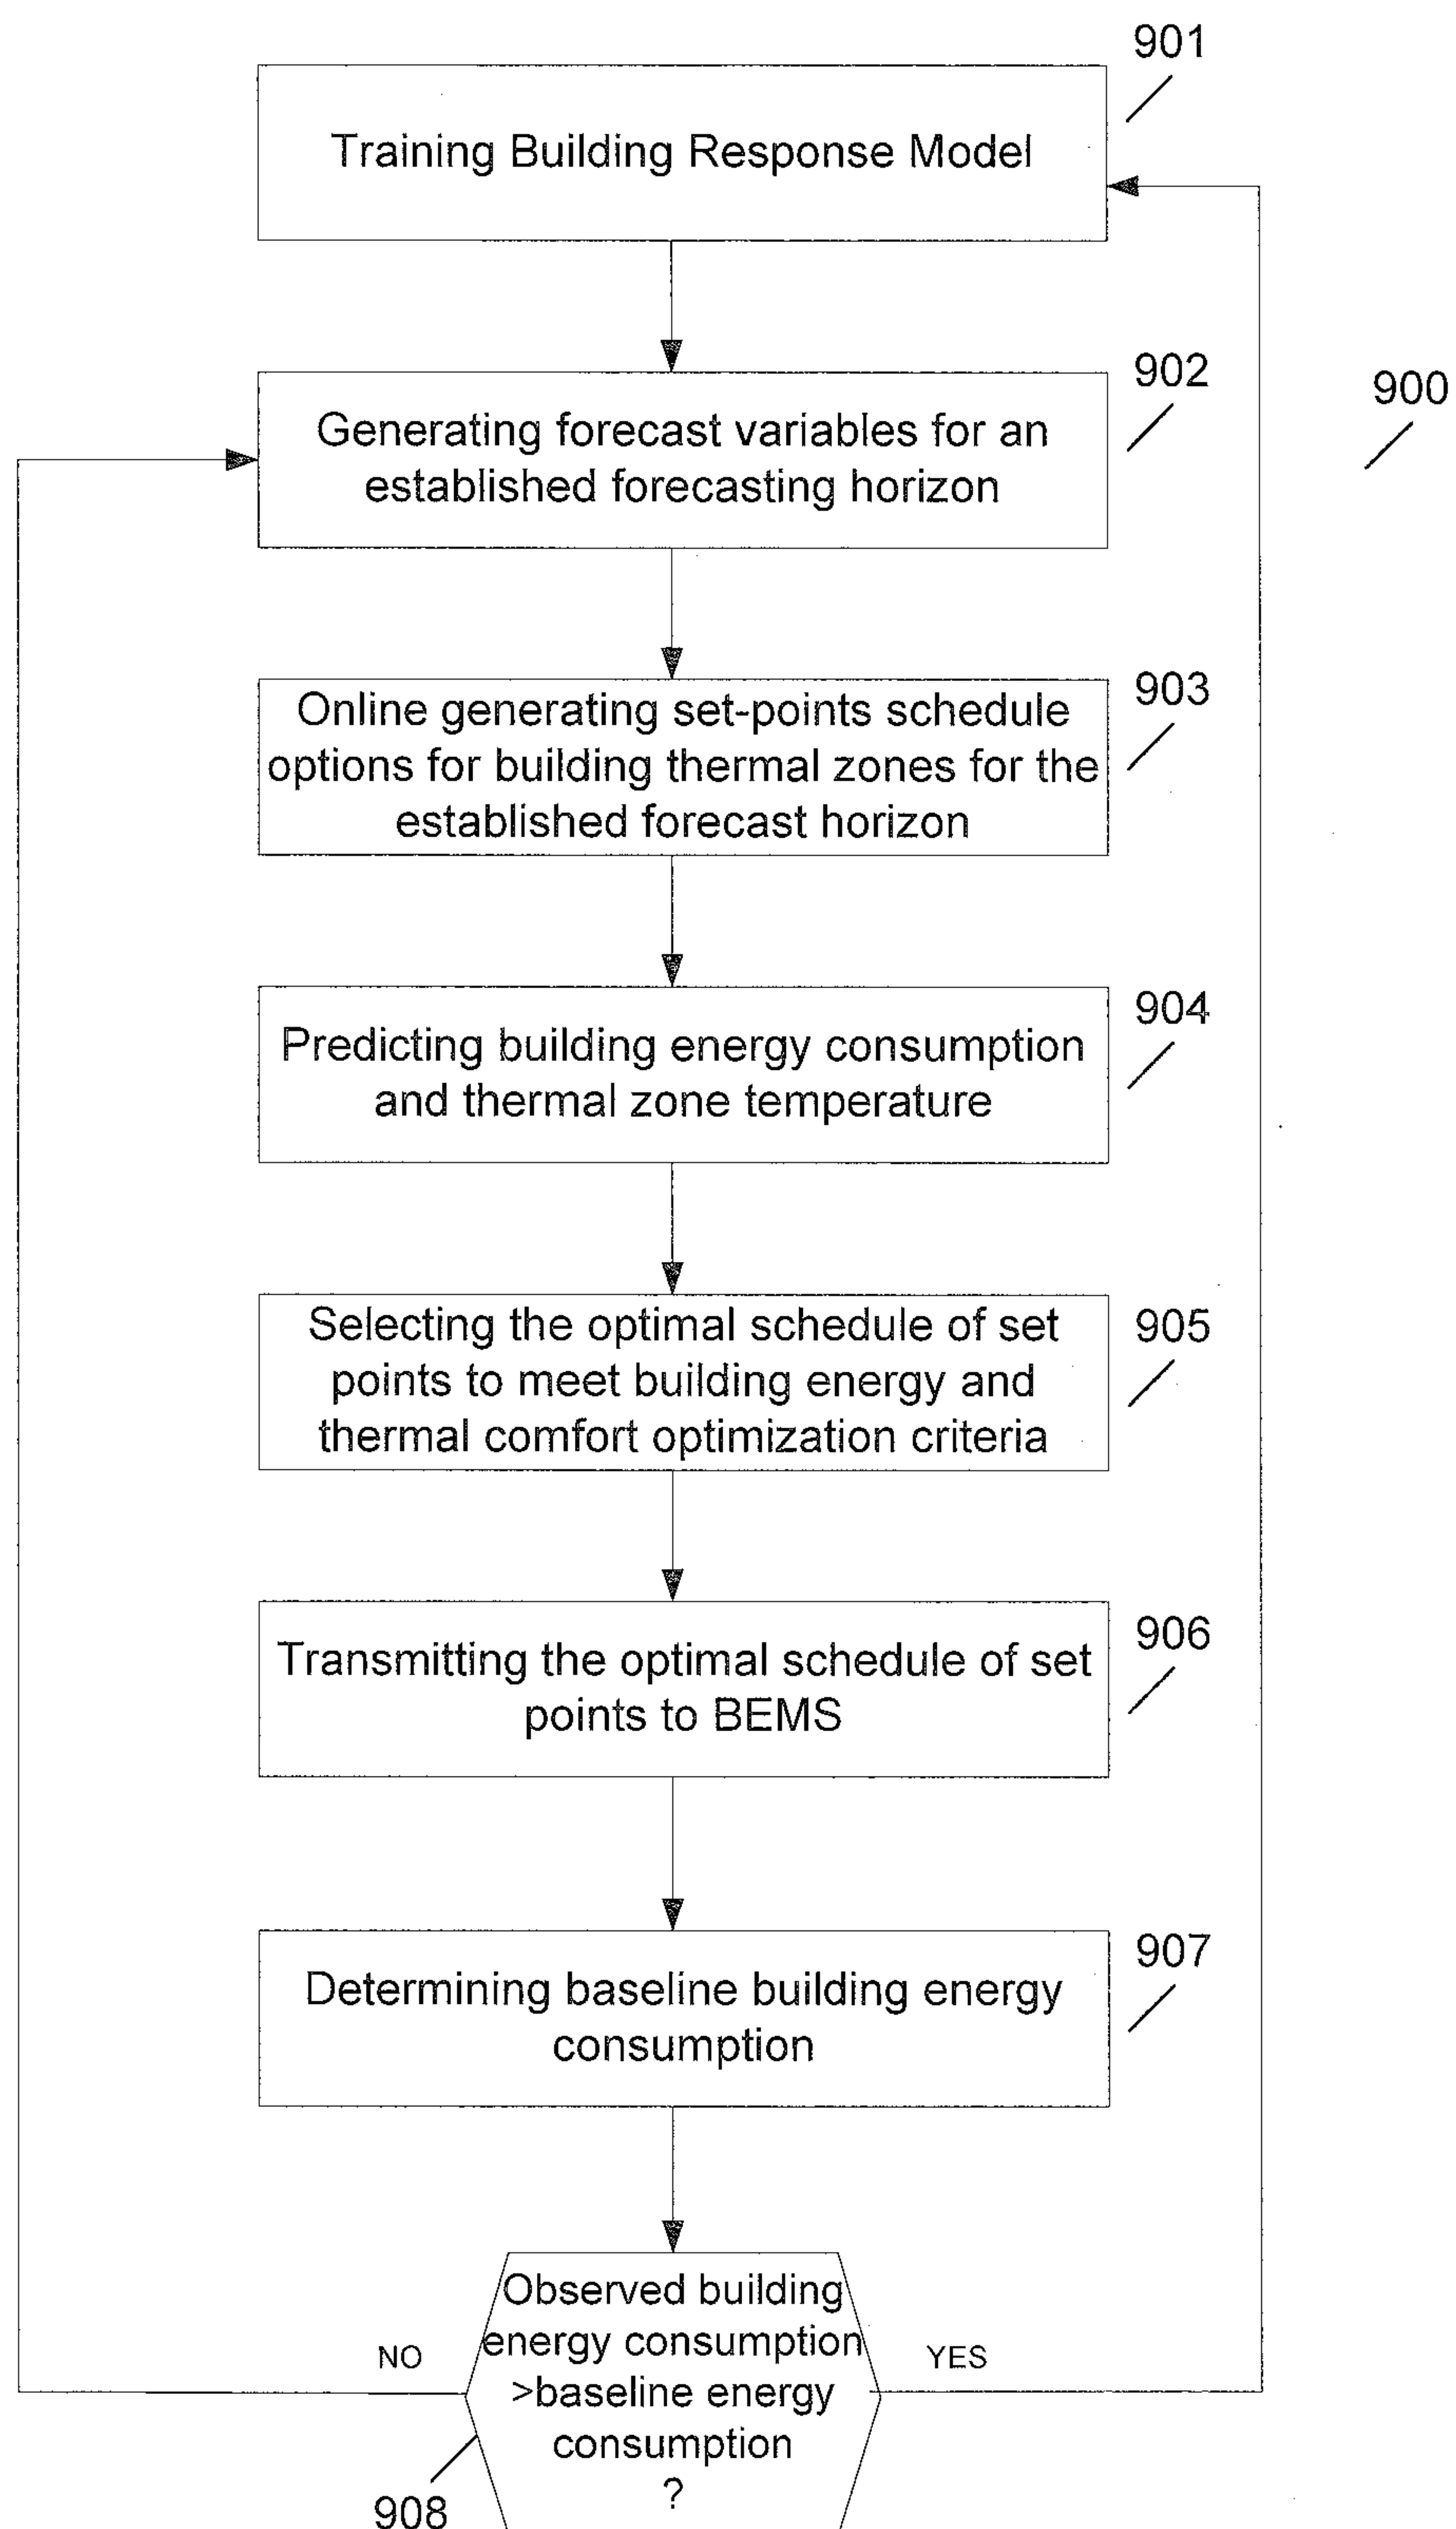 901
Training Building Response Model
902
900
Generating forecast variables for an
established forecasting horizon
903
Online generating set-points schedule
options for building thermal zones for the
established forecast horizon
904
Predicting building energy consumption
and thermal zone temperature
905
Selecting the optimal schedule of set
points to meet building energy and
thermal comfort optimization criteria
906
Transmitting the optimal schedule of set
points to BEMS
907
Determining baseline building energy
consumption
Observed building
energy consumption
>baseline energy
consumption
?
NO
YES
908